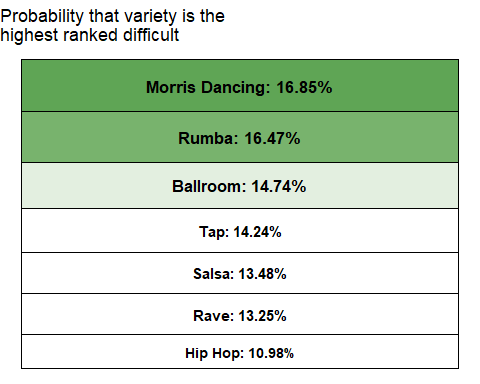 Probability that variety is the
highest ranked difficult
Morris Dancing: 16.85%
Rumba: 16.47%
Ballroom: 14.74%
Tap: 14.24%
Salsa: 13.48%
Rave: 13.25%
Hip Hop: 10.98%